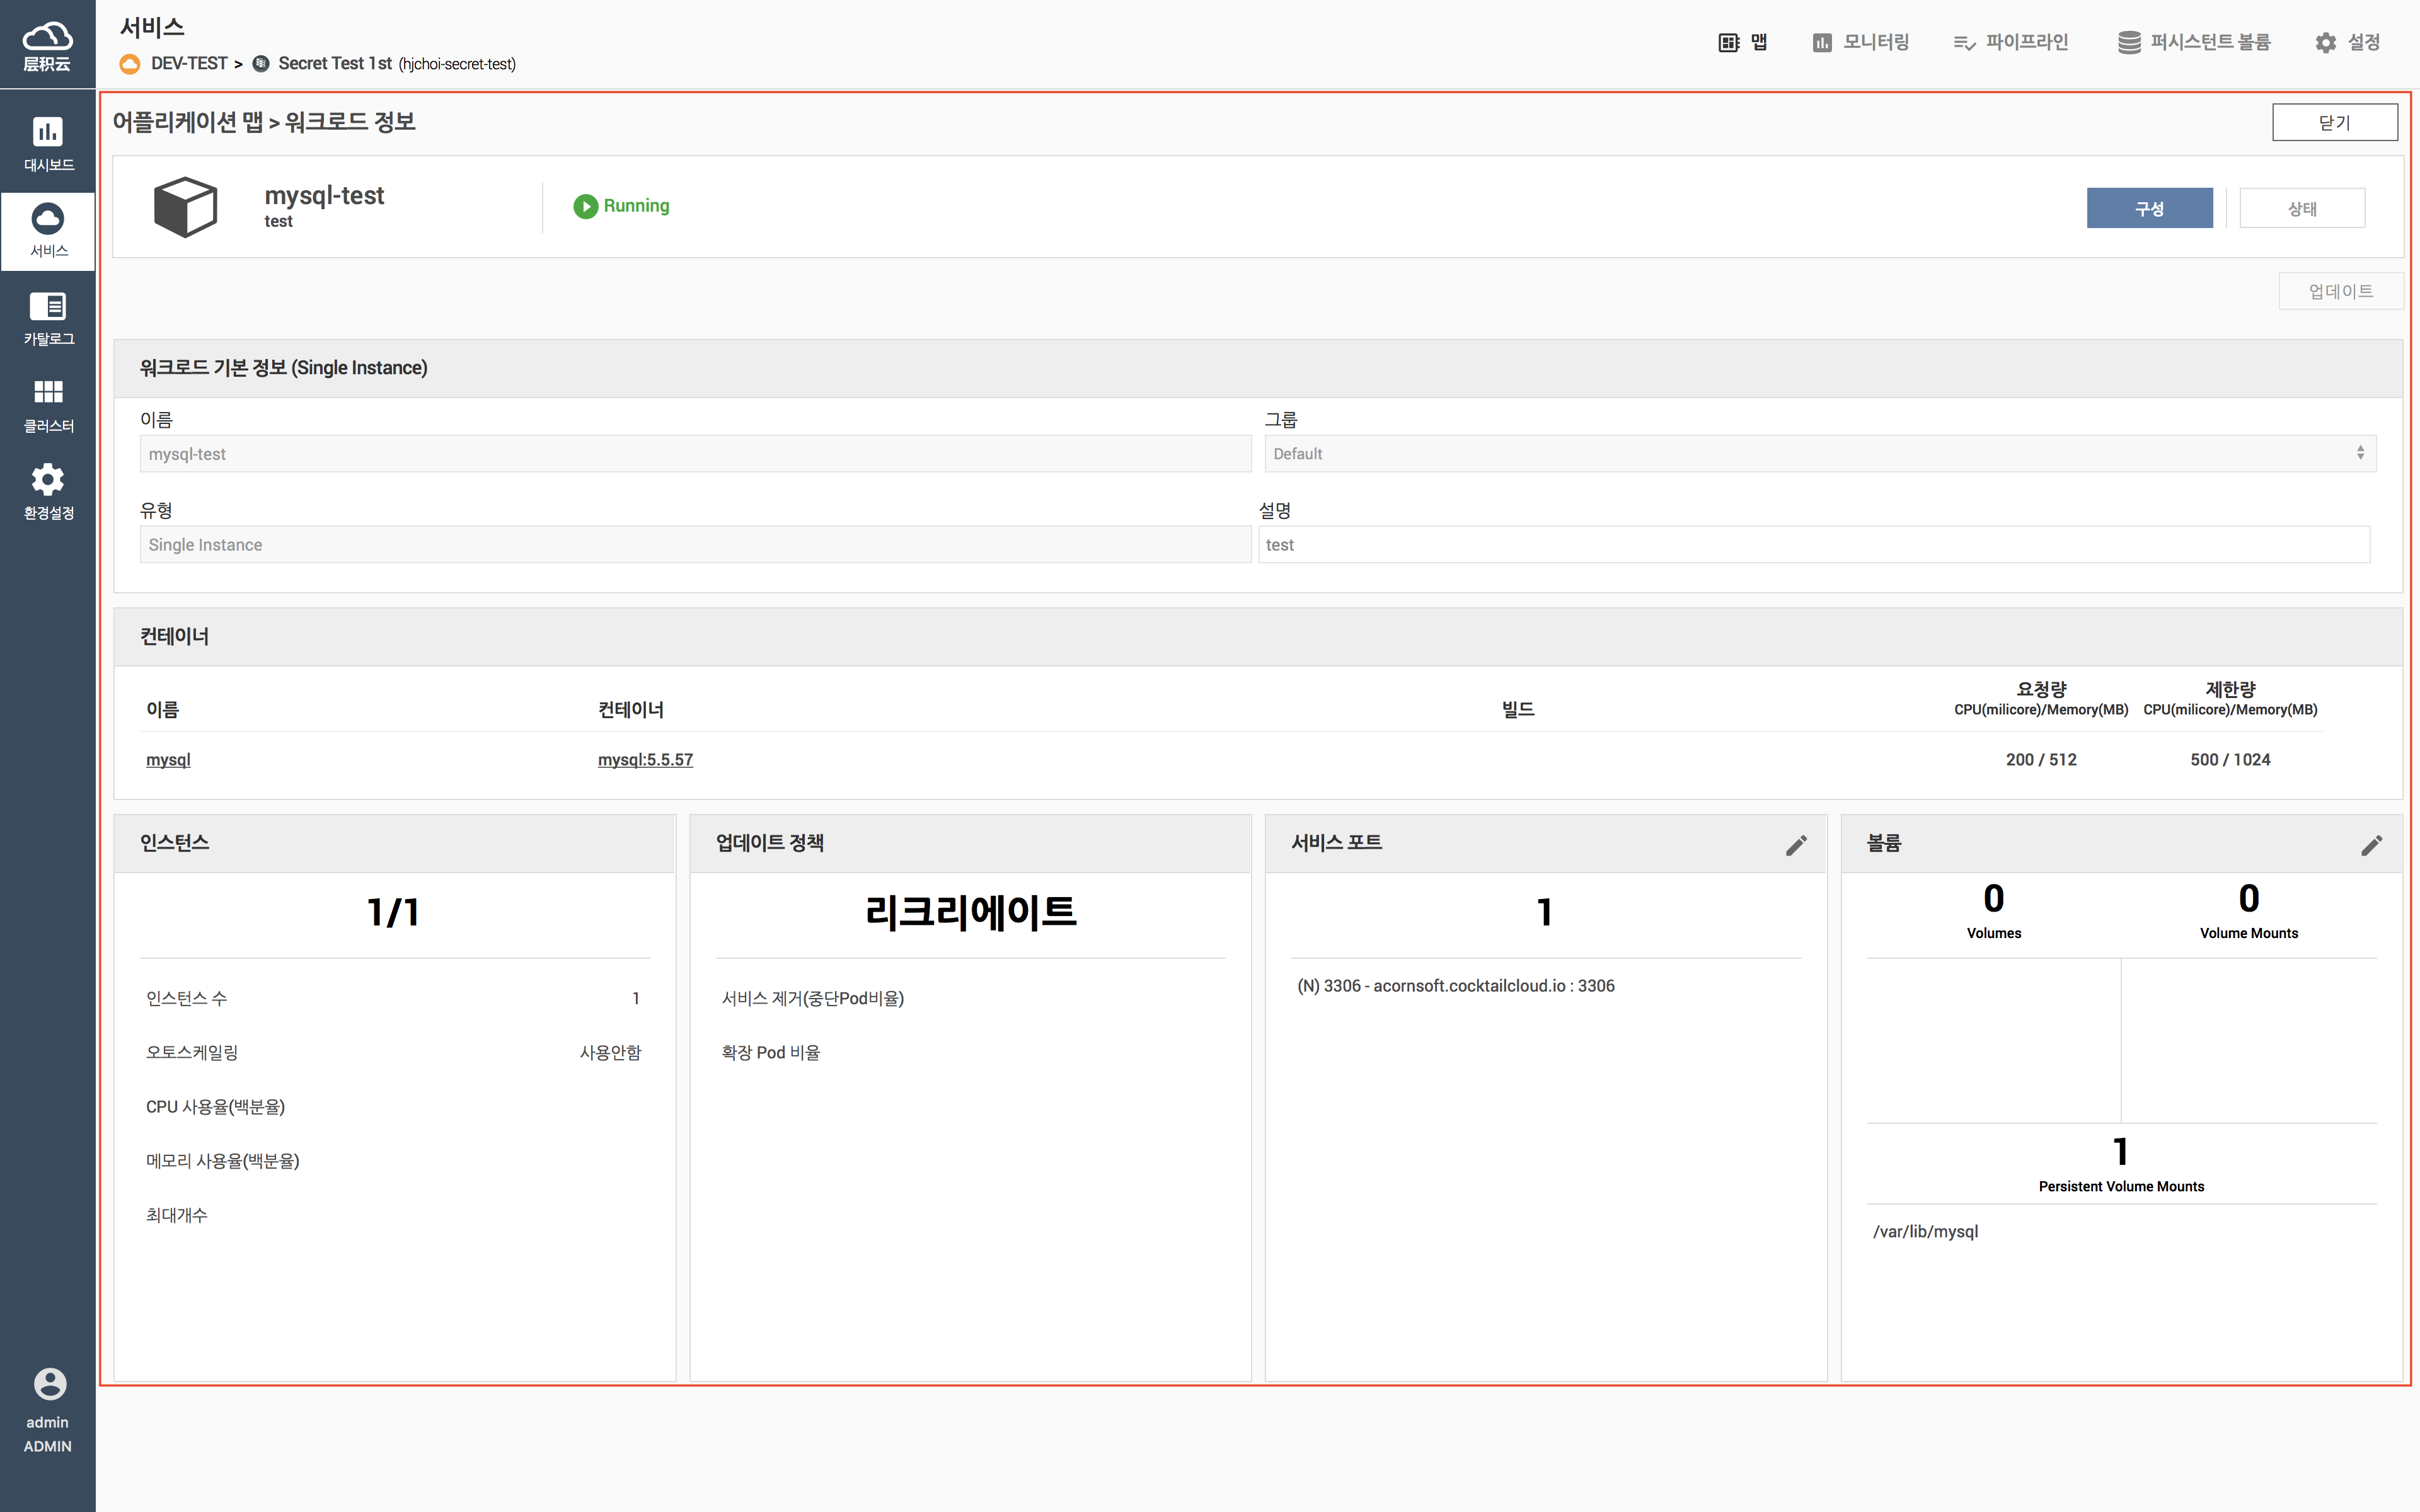 层积云
서비스
DEV-TEST > Secret Test 1st (hjchoi-secret-test)
맵
모니터링
파이프라인
퍼시스턴트 볼륨
설정
대시보드
서비스
카탈로그
클러스터
환경설정
admin
ADMIN
어플리케이션 맵 > 워크로드 정보
닫기
mysql-test
test
Running
구성
상태
업데이트
워크로드 기본 정보 (Single Instance)
이름
그룹
mysql-test
Default
유형
설명
Single Instance
test
컨테이너
이름
컨테이너
빌드
요청량
CPU(milicore)/Memory(MB)
제한량
CPU(milicore)/Memory(MB)
mysql
mysql:5.5.57
200 / 512
500 / 1024
인스턴스
1/1
인스턴스 수
1
오토스케일링
사용안함
CPU 사용율(백분율)
메모리 사용율(백분율)
최대개수
업데이트 정책
리크리에이트
서비스 제거(중단Pod비율)
확장 Pod 비율
서비스 포트
1
(N) 3306 - acornsoft.cocktailcloud.io : 3306
볼륨
0
Volumes
0
Volume Mounts
1
Persistent Volume Mounts
/var/lib/mysql